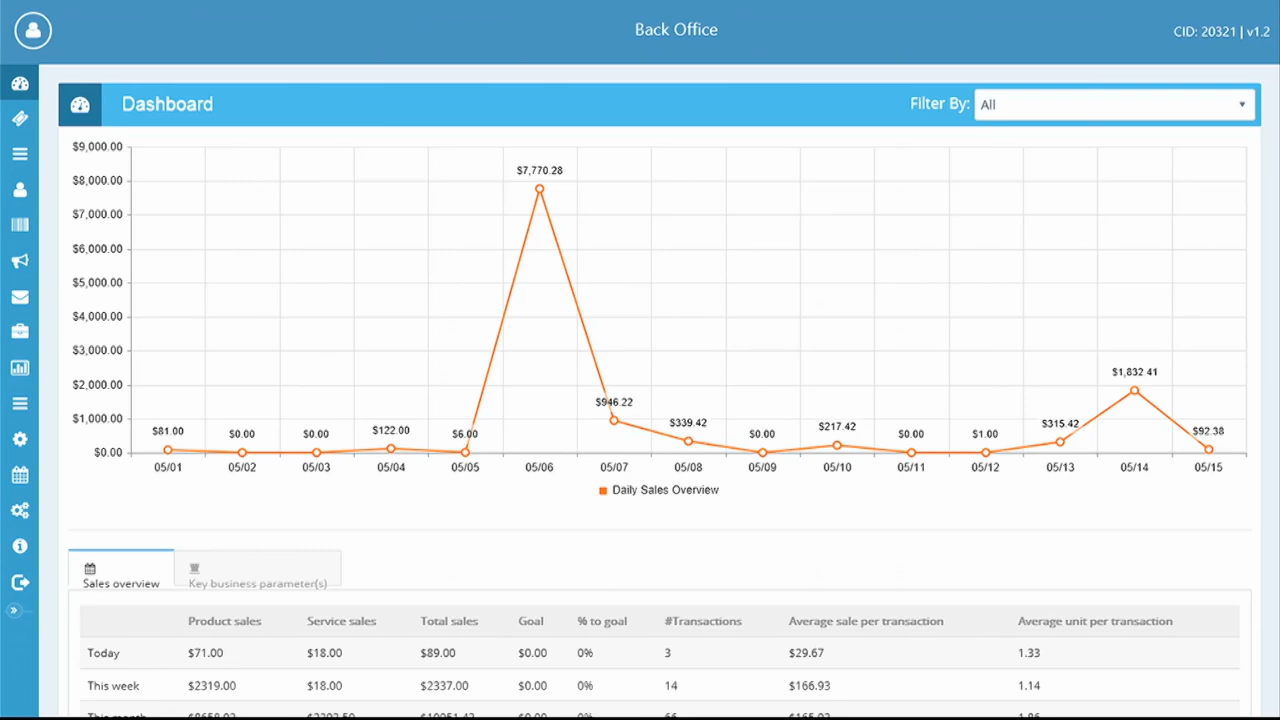 Back Office
CID: 20321 | v1.2
Dashboard
Filter By: All
$9,000.00
$8,000.00
$7,000.00
$6,000.00
$5,000.00
$4,000.00
$3,000.00
$2,000.00
$1,000.00
$0.00
$81.00 $0.00 $0.00 $122.00 $6.00 $7,770.28 $946.22 $339.42 $0.00 $217.42 $0.00 $1.00 $315.42 $1,832.41 $92.38
05/01 05/02 05/03 05/04 05/05 05/06 05/07 05/08 05/09 05/10 05/11 05/12 05/13 05/14 05/15
Daily Sales Overview
Sales overview
Key business parameter(s)
Product sales Service sales Total sales Goal % to goal #Transactions Average sale per transaction Average unit per transaction
Today $71.00 $18.00 $89.00 $0.00 0% 3 $29.67 1.33
This week $2319.00 $18.00 $2337.00 $0.00 0% 14 $166.93 1.14
This month $0.00 0%